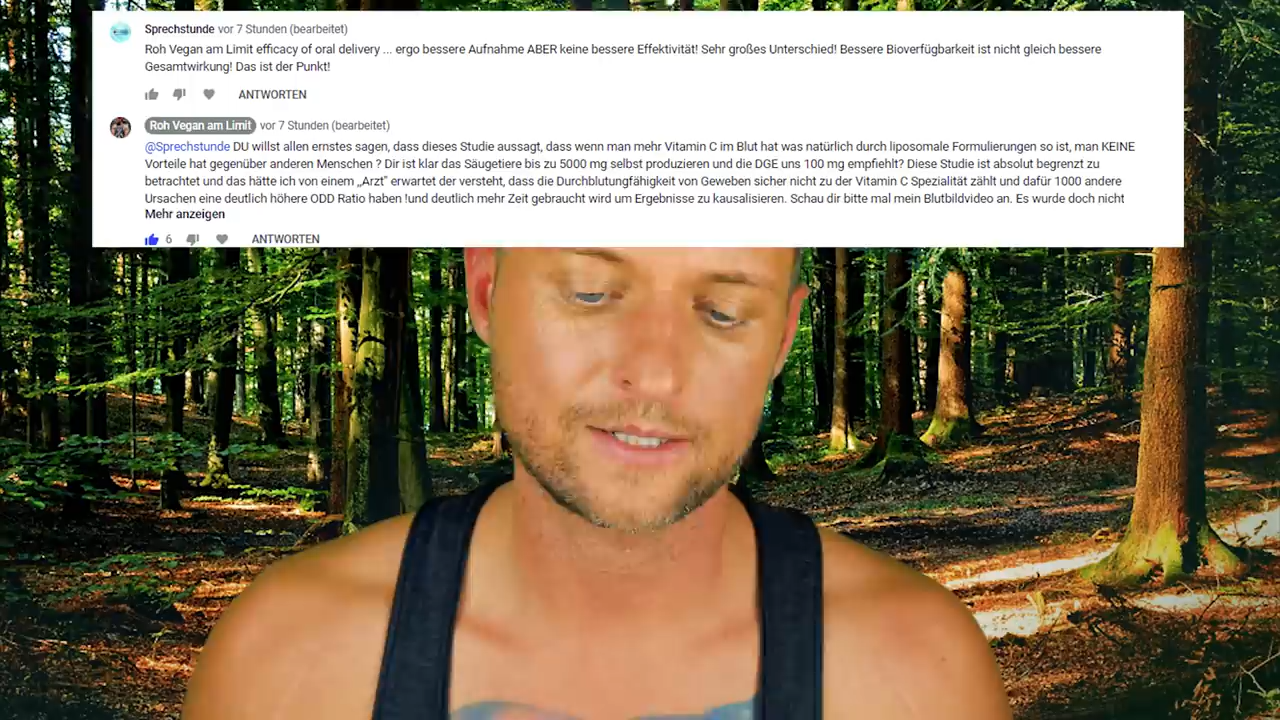 Sprechstunde vor 7 Stunden (bearbeitet)
Roh Vegan am Limit efficacy of oral delivery ... ergo bessere Aufnahme ABER keine bessere Effektivität! Sehr großes Unterschied! Bessere Bioverfügbarkeit ist nicht gleich bessere
Gesamtwirkung! Das ist der Punkt!
ANTWORTEN
Roh Vegan am Limit vor 7 Stunden (bearbeitet)
@Sprechstunde DU willst allen ernstes sagen, dass dieses Studie aussagt, dass wenn man mehr Vitamin C im Blut hat was natürlich durch liposomale Formulierungen so ist, man KEINE
Vorteile hat gegenüber anderen Menschen ? Dir ist klar das Säugetiere bis zu 5000 mg selbst produzieren und die DGE uns 100 mg empfiehlt? Diese Studie ist absolut begrenzt zu
betrachtet und das hätte ich von einem „Arzt" erwartet der versteht, dass die Durchblutungfähigkeit von Geweben sicher nicht zu der Vitamin C Spezialität zählt und dafür 1000 andere
Ursachen eine deutlich höhere ODD Ratio haben !und deutlich mehr Zeit gebraucht wird um Ergebnisse zu kausalisieren. Schau dir bitte mal mein Blutbildvideo an. Es wurde doch nicht
Mehr anzeigen
6 ANTWORTEN